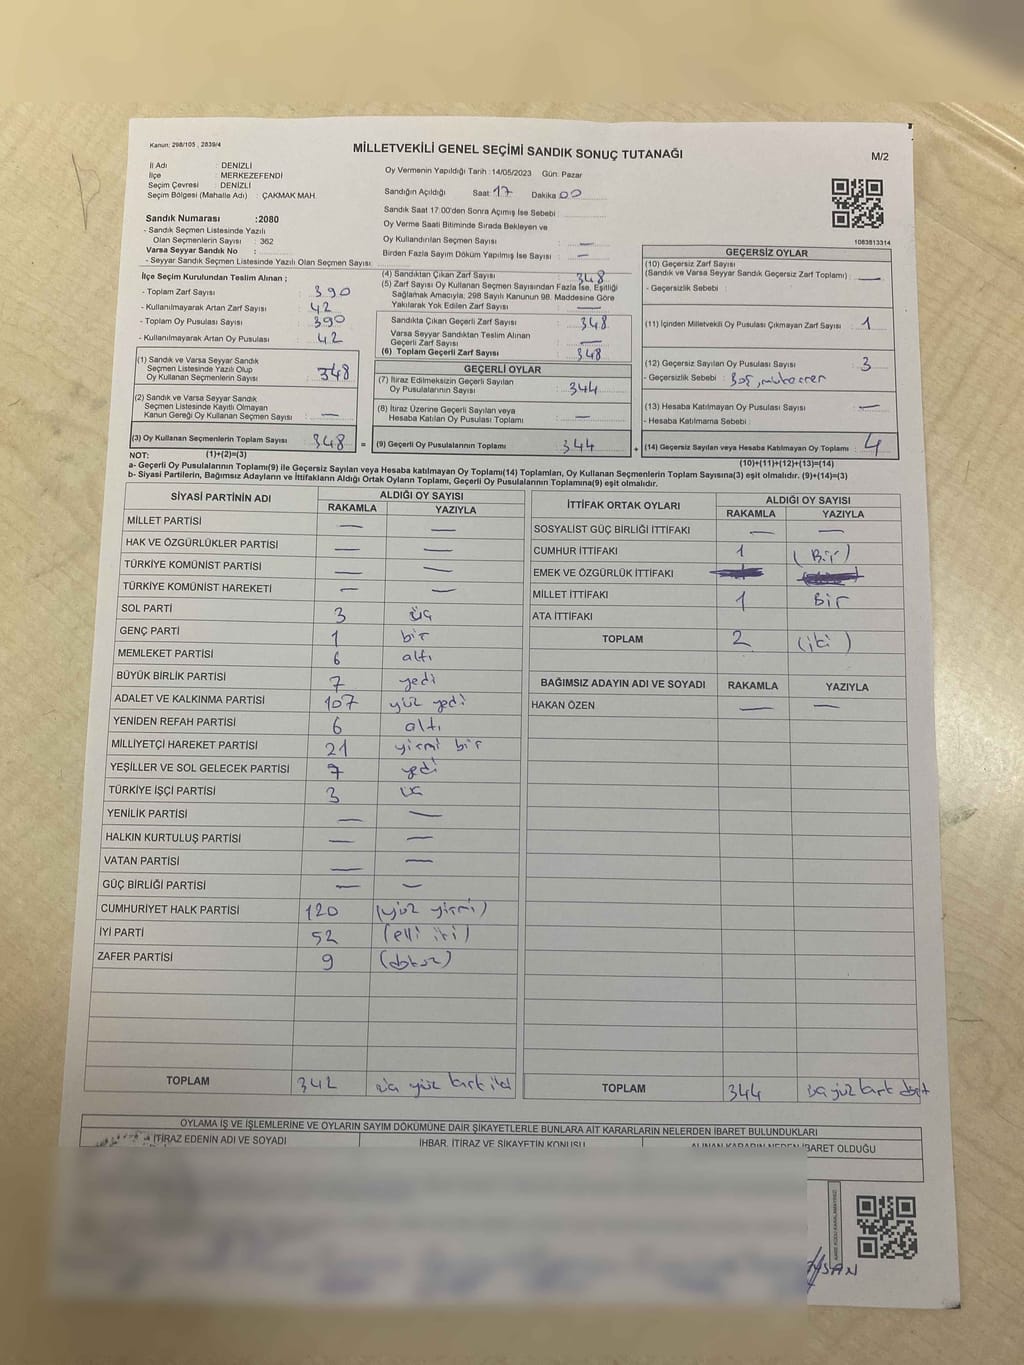 Kanun: 298/105 , 2839/4
MİLLETVEKİLİ GENEL SEÇİMİ SANDIK SONUÇ TUTANAĞI
M/2
İl Adı : DENİZLİ
İlçe : MERKEZEFENDİ
Seçim Çevresi : DENİZLİ
Seçim Bölgesi (Mahalle Adı) : ÇAKMAK MAH.
Oy Vermenin Yapıldığı Tarih : 14/05/2023 Gün: Pazar
Sandığın Açıldığı Saat: 17 Dakika 00
Sandık Saat 17.00'den Sonra Açımış İse Sebebi
Oy Verme Saati Bitiminde Sırada Bekleyen ve
Oy Kullandırılan Seçmen Sayısı : —
Birden Fazla Sayım Döküm Yapılmış İse Sayısı : —
Sandık Numarası :2080
- Sandık Seçmen Listesinde Yazılı
Olan Seçmenlerin Sayısı : 362
Varsa Seyyar Sandık No :
- Seyyar Sandık Seçmen Listesinde Yazılı Olan Seçmen Sayısı:
1083813314
İlçe Seçim Kurulundan Teslim Alınan ;
- Toplam Zarf Sayısı : 390
- Kullanılmayarak Artan Zarf Sayısı : 42
- Toplam Oy Pusulası Sayısı : 390
- Kullanılmayarak Artan Oy Pusulası : 42
(1) Sandık ve Varsa Seyyar Sandık
Seçmen Listesinde Yazılı Olup
Oy Kullanan Seçmenlerin Sayısı : 348
(2) Sandık ve Varsa Seyyar Sandık
Seçmen Listesinde Kayıtlı Olmayan
Kanun Gereği Oy Kullanan Seçmen Sayısı : —
(3) Oy Kullanan Seçmenlerin Toplam Sayısı : 348 =
(1)+(2)=(3)
(4) Sandıktan Çıkan Zarf Sayısı : 348
(5) Zarf Sayısı Oy Kullanan Seçmen Sayısından Fazla İse, Eşitliği
Sağlamak Amacıyla, 298 Sayılı Kanunun 98. Maddesine Göre
Yakılarak Yok Edilen Zarf Sayısı : —
Sandıkta Çıkan Geçerli Zarf Sayısı : 348
Varsa Seyyar Sandıktan Teslim Alınan
Geçerli Zarf Sayısı : —
(6) Toplam Geçerli Zarf Sayısı : 348
GEÇERLİ OYLAR
(7) İtiraz Edilmeksizin Geçerli Sayılan
Oy Pusulalarının Sayısı : 344
(8) İtiraz Üzerine Geçerli Sayılan veya
Hesaba Katılan Oy Pusulası Toplamı : —
(9) Geçerli Oy Pusulalarının Toplamı : 344 +
GEÇERSİZ OYLAR
(10) Geçersiz Zarf Sayısı
(Sandık ve Varsa Seyyar Sandık Geçersiz Zarf Toplamı) : —
- Geçersizlik Sebebi :
(11) İçinden Milletvekili Oy Pusulası Çıkmayan Zarf Sayısı : 1
(12) Geçersiz Sayılan Oy Pusulası Sayısı : 3
- Geçersizlik Sebebi : Boş,
(13) Hesaba Katılmayan Oy Pusulası Sayısı : —
- Hesaba Katılmama Sebebi :
(14) Geçersiz Sayılan veya Hesaba Katılmayan Oy Toplamı : 4
(10)+(11)+(12)+(13)=(14)
NOT:
a- Geçerli Oy Pusulalarının Toplamı(9) ile Geçersiz Sayılan veya Hesaba katılmayan Oy Toplamı(14) Toplamları, Oy Kullanan Seçmenlerin Toplam Sayısına(3) eşit olmalıdır. (9)+(14)=(3)
b- Siyasi Partilerin, Bağımsız Adayların ve İttifakların Aldığı Ortak Oyların Toplamı, Geçerli Oy Pusulalarının Toplamına(9) eşit olmalıdır.
SİYASİ PARTİNİN ADI ALDIĞI OY SAYISI
RAKAMLA YAZIYLA
MİLLET PARTİSİ — —
HAK VE ÖZGÜRLÜKLER PARTİSİ — —
TÜRKİYE KOMÜNİST PARTİSİ — —
TÜRKİYE KOMÜNİST HAREKETİ — —
SOL PARTİ 3 üç
GENÇ PARTİ 1 bir
MEMLEKET PARTİSİ 6 altı
BÜYÜK BİRLİK PARTİSİ 7 yedi
ADALET VE KALKINMA PARTİSİ 107 yüz yedi
YENİDEN REFAH PARTİSİ 6 altı
MİLLİYETÇİ HAREKET PARTİSİ 21 yirmi bir
YEŞİLLER VE SOL GELECEK PARTİSİ 7 yedi
TÜRKİYE İŞÇİ PARTİSİ 3 üç
YENİLİK PARTİSİ — —
HALKIN KURTULUŞ PARTİSİ — —
VATAN PARTİSİ — —
GÜÇ BİRLİĞİ PARTİSİ — —
CUMHURİYET HALK PARTİSİ 120 (yüz yirmi)
İYİ PARTİ 52 (elli iki)
ZAFER PARTİSİ 9 (dokuz)
TOPLAM 342 üç yüz kırk iki
İTTİFAK ORTAK OYLARI ALDIĞI OY SAYISI
RAKAMLA YAZIYLA
SOSYALİST GÜÇ BİRLİĞİ İTTİFAKI — —
CUMHUR İTTİFAKI 1 (Bir)
EMEK VE ÖZGÜRLÜK İTTİFAKI
MİLLET İTTİFAKI 1 Bir
ATA İTTİFAKI
TOPLAM 2 (iki)
BAĞIMSIZ ADAYIN ADI VE SOYADI RAKAMLA YAZIYLA
HAKAN ÖZEN — —
TOPLAM 344 üç yüz kırk dört
OYLAMA İŞ VE İŞLEMLERİNE VE OYLARIN SAYIM DÖKÜMÜNE DAİR ŞİKAYETLERLE BUNLARA AİT KARARLARIN NELERDEN İBARET BULUNDUKLARI
İTİRAZ EDENİN ADI VE SOYADI İHBAR, İTİRAZ VE ŞİKAYETİN KONUSU ALINAN KARARIN NEDEN İBARET OLDUĞU